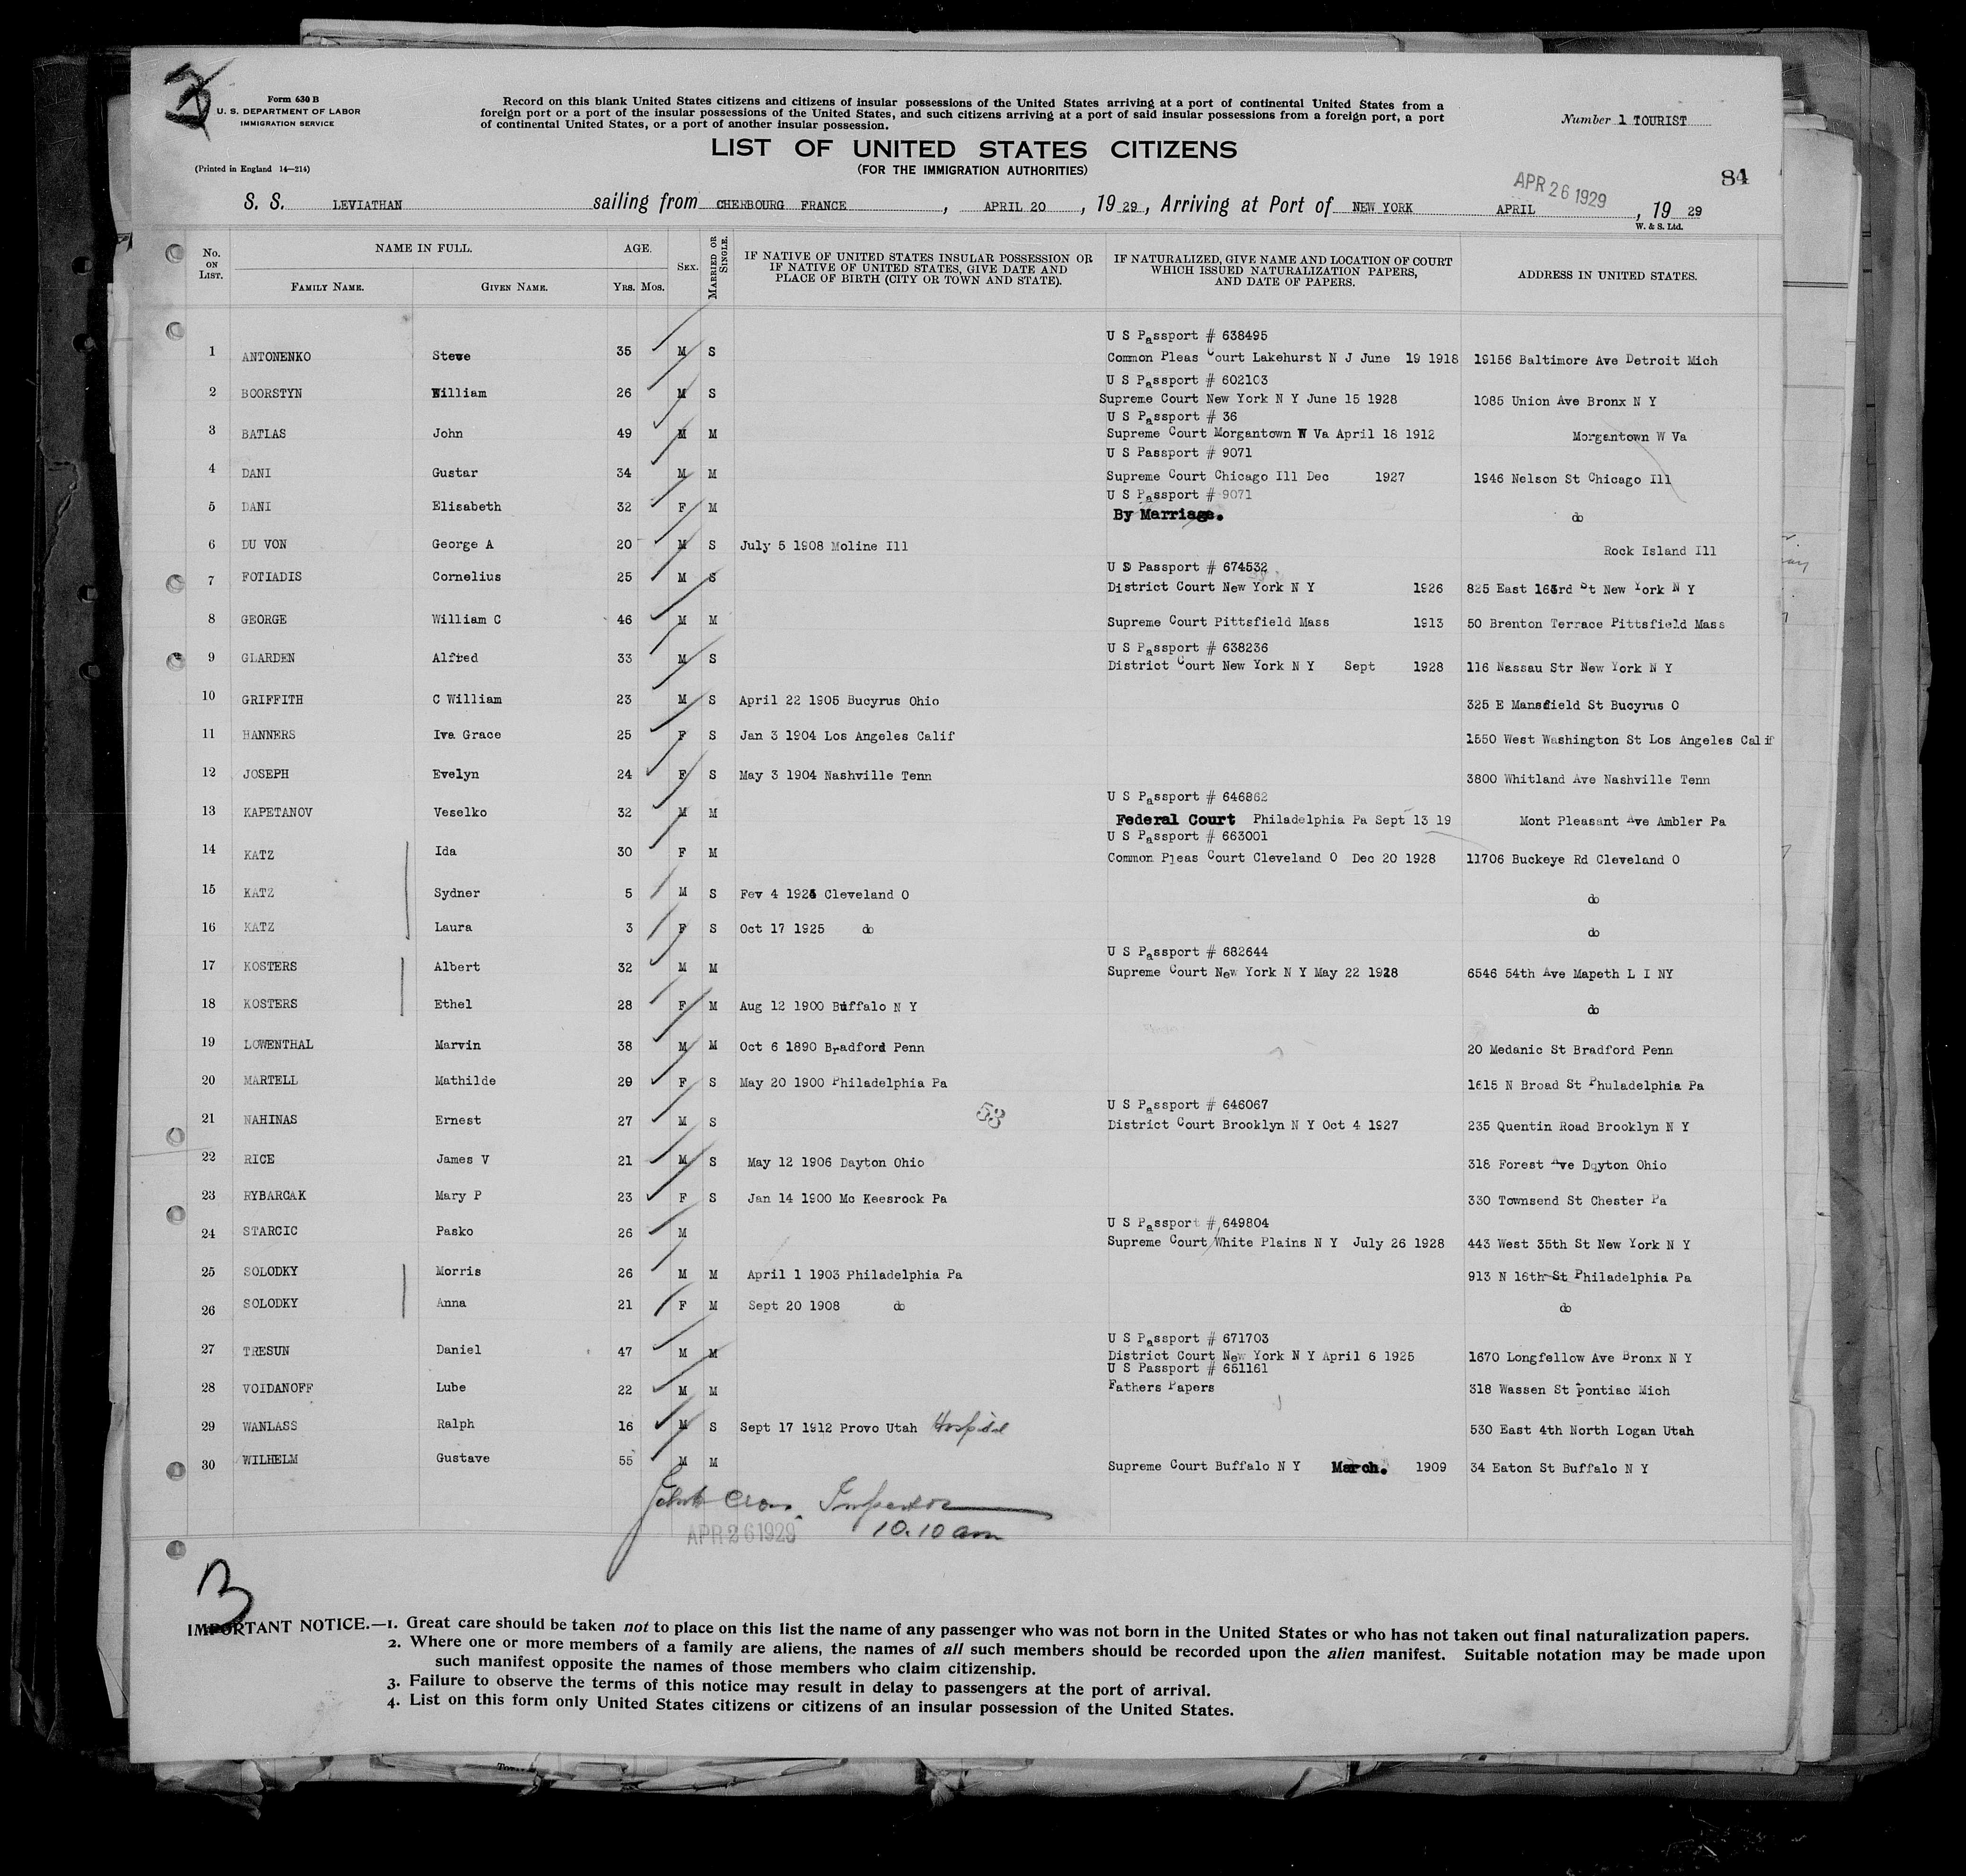 3
Form 630 B
U. S. DEPARTMENT OF LABOR
IMMIGRATION SERVICE
(Printed in England 14—214)
Record on this blank United States citizens and citizens of insular possessions of the United States arriving at a port of continental United States from a
foreign port or a port of the insular possessions of the United States, and such citizens arriving at a port of said insular possessions from a foreign port, a port
of continental United States, or a port of another insular possession.
Number 1 TOURIST
LIST OF UNITED STATES CITIZENS
(FOR THE IMMIGRATION AUTHORITIES)
84
APR 26 1929
S. S. LEVIATHAN sailing from CHERBOURG FRANCE, APRIL 20, 1929, Arriving at Port of NEW YORK APRIL, 1929
W. & S. Ltd.
No. ON LIST. NAME IN FULL. FAMILY NAME. GIVEN NAME. AGE. Yrs. Mos. SEX. MARRIED OR SINGLE. IF NATIVE OF UNITED STATES INSULAR POSSESSION OR IF NATIVE OF UNITED STATES, GIVE DATE AND PLACE OF BIRTH (CITY OR TOWN AND STATE). IF NATURALIZED, GIVE NAME AND LOCATION OF COURT WHICH ISSUED NATURALIZATION PAPERS, AND DATE OF PAPERS. ADDRESS IN UNITED STATES.
U S Passport # 638495
1 ANTONENKO Steve 35 M S Common Pleas Court Lakehurst N J June 19 1918 19156 Baltimore Ave Detroit Mich
U S Passport # 602103
2 BOORSTYN William 26 M S Supreme Court New York N Y June 15 1928 1085 Union Ave Bronx N Y
U S Passport # 36
3 BATLAS John 49 M M Supreme Court Morgantown W Va April 18 1912 Morgantown W Va
U S Passport # 9071
4 DANI Gustar 34 M M Supreme Court Chicago Ill Dec 1927 1946 Nelson St Chicago Ill
U S Passport # 9071
5 DANI Elisabeth 32 F M By Marriage. do
6 DU VON George A 20 M S July 5 1908 Moline Ill Rock Island Ill
U S Passport # 674532
7 FOTIADIS Cornelius 25 M S District Court New York N Y 1926 825 East 163rd St New York N Y
8 GEORGE William C 46 M M Supreme Court Pittsfield Mass 1913 50 Brenton Terrace Pittsfield Mass
U S Passport # 638236
9 GLARDEN Alfred 33 M S District Court New York N Y Sept 1928 116 Nassau Str New York N Y
10 GRIFFITH C William 23 M S April 22 1905 Bucyrus Ohio 325 E Mansfield St Bucyrus O
11 HANNERS Iva Grace 25 F S Jan 3 1904 Los Angeles Calif 1550 West Washington St Los Angeles Calif
12 JOSEPH Evelyn 24 F S May 3 1904 Nashville Tenn 3800 Whitland Ave Nashville Tenn
U S Passport # 646862
13 KAPETANOV Veselko 32 M M Federal Court Philadelphia Pa Sept 13 19 Mont Pleasant Ave Ambler Pa
U S Passport # 663001
14 KATZ Ida 30 F M Common Pleas Court Cleveland O Dec 20 1928 11706 Buckeye Rd Cleveland O
15 KATZ Sydner 5 M S Fev 4 1924 Cleveland O do
16 KATZ Laura 3 F S Oct 17 1925 do do
U S Passport # 682644
17 KOSTERS Albert 32 M M Supreme Court New York N Y May 22 1928 6546 54th Ave Mapeth L I NY
18 KOSTERS Ethel 28 F M Aug 12 1900 Buffalo N Y do
19 LOWENTHAL Marvin 38 M M Oct 6 1890 Bradford Penn 20 Medanic St Bradford Penn
20 MARTELL Mathilde 29 F S May 20 1900 Philadelphia Pa 1615 N Broad St Phuladelphia Pa
53
U S Passport # 646067
21 NAHINAS Ernest 27 M S District Court Brooklyn N Y Oct 4 1927 235 Quentin Road Brooklyn N Y
22 RICE James V 21 M S May 12 1906 Dayton Ohio 318 Forest Ave Dayton Ohio
23 RYBARCAK Mary P 23 F S Jan 14 1900 Mc Keesrock Pa 330 Townsend St Chester Pa
U S Passport # 649804
24 STARCIC Pasko 26 M Supreme Court White Plains N Y July 26 1928 443 West 35th St New York N Y
25 SOLODKY Morris 26 M M April 1 1903 Philadelphia Pa 913 N 16th St Philadelphia Pa
26 SOLODKY Anna 21 F M Sept 20 1908 do do
U S Passport # 671703
27 TRESUN Daniel 47 M M District Court New York N Y April 6 1925 1670 Longfellow Ave Bronx N Y
U S Passport # 651161
28 VOIDANOFF Lube 22 M M Fathers Papers 318 Wassen St pontiac Mich
29 WANLASS Ralph 16 M S Sept 17 1912 Provo Utah Hospital 530 East 4th North Logan Utah
30 WILHELM Gustave 55 M M Supreme Court Buffalo N Y March. 1909 34 Eaton St Buffalo N Y
Inspector
10.10 am
APR 26 1929
3
IMPORTANT NOTICE.—1. Great care should be taken not to place on this list the name of any passenger who was not born in the United States or who has not taken out final naturalization papers.
2. Where one or more members of a family are aliens, the names of all such members should be recorded upon the alien manifest. Suitable notation may be made upon
such manifest opposite the names of those members who claim citizenship.
3. Failure to observe the terms of this notice may result in delay to passengers at the port of arrival.
4. List on this form only United States citizens or citizens of an insular possession of the United States.